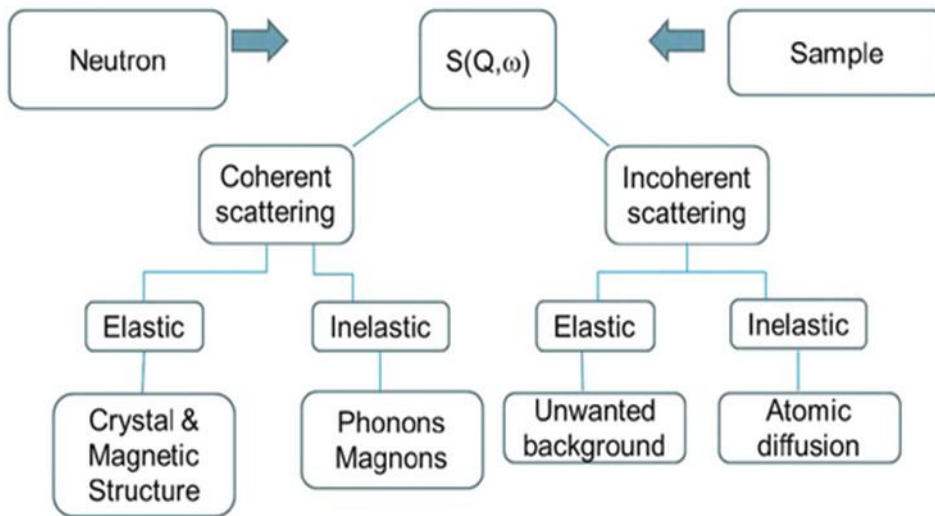 Neutron
S(Q,ω)
Sample
Coherent
scattering
Incoherent
scattering
Elastic
Inelastic
Elastic
Inelastic
Crystal &
Magnetic
Structure
Phonons
Magnons
Unwanted
background
Atomic
diffusion